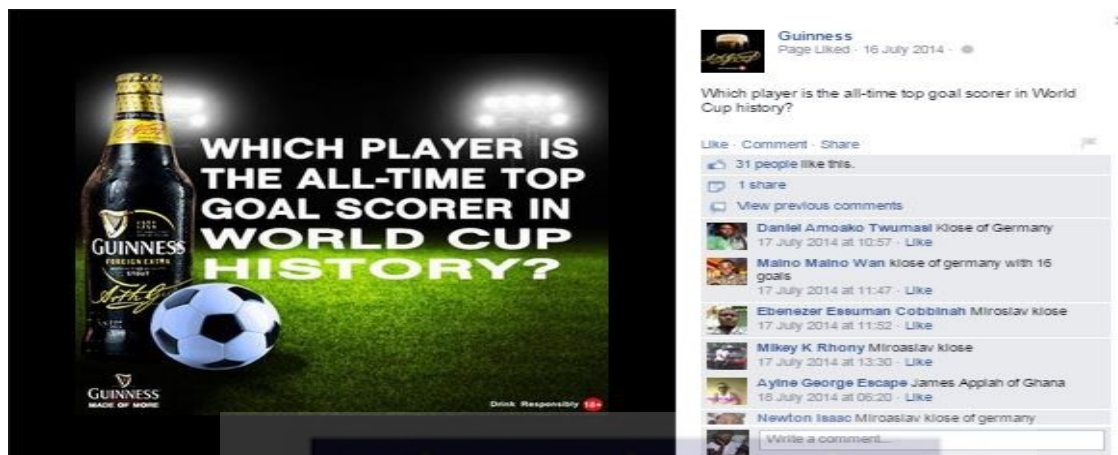 WHICH PLAYER IS
THE ALL-TIME TOP
GOAL SCORER IN
WORLD CUP
HISTORY?
GUINNESS
FOREIGN EXTRA
STOUT
GUINNESS
MADE OF MORE
Drink Responsibly 18+
Guinness
Page Liked · 16 July 2014 ·
Which player is the all-time top goal scorer in World
Cup history?
Like · Comment · Share
31 people like this.
1 share
View previous comments
Daniel Amoako Twumasi Klose of Germany
17 July 2014 at 10:57 · Like
Maino Maino Wan klose of germany with 16
goals
17 July 2014 at 11:47 · Like
Ebenezer Essuman Cobbinah Miroslav klose
17 July 2014 at 11:52 · Like
Mikey K Rhony Miroaslav klose
17 July 2014 at 13:30 · Like
Ayine George Escape James Appiah of Ghana
18 July 2014 at 06:20 · Like
Newton Isaac Miroaslav klose of germany
Write a comment...